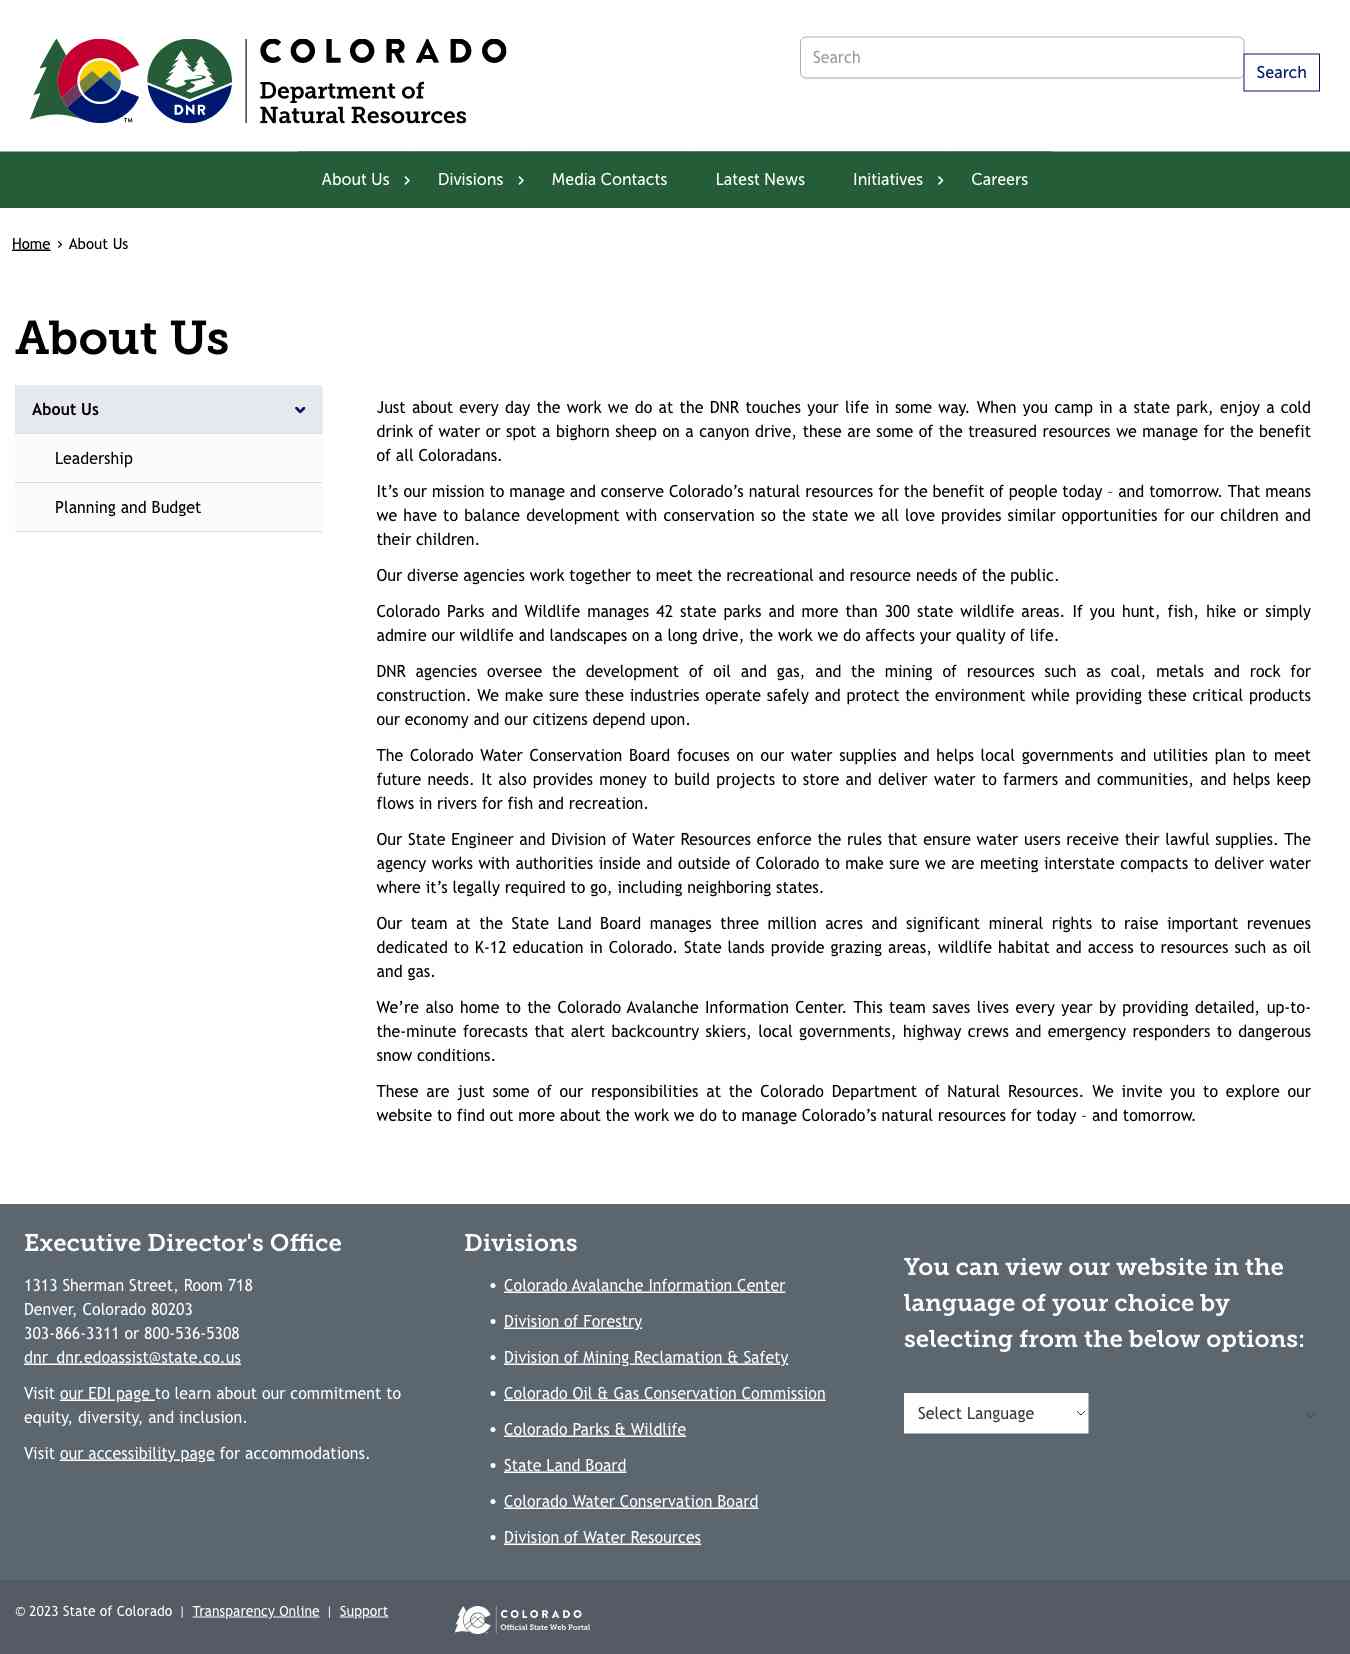 COLORADO
Department of
Natural Resources
DNR
TM
Search
Search
About Us
Divisions
Media Contacts
Latest News
Initiatives
Careers
Home › About Us
About Us
About Us
Leadership
Planning and Budget
Just about every day the work we do at the DNR touches your life in some way. When you camp in a state park, enjoy a cold
drink of water or spot a bighorn sheep on a canyon drive, these are some of the treasured resources we manage for the benefit
of all Coloradans.
It’s our mission to manage and conserve Colorado’s natural resources for the benefit of people today - and tomorrow. That means
we have to balance development with conservation so the state we all love provides similar opportunities for our children and
their children.
Our diverse agencies work together to meet the recreational and resource needs of the public.
Colorado Parks and Wildlife manages 42 state parks and more than 300 state wildlife areas. If you hunt, fish, hike or simply
admire our wildlife and landscapes on a long drive, the work we do affects your quality of life.
DNR agencies oversee the development of oil and gas, and the mining of resources such as coal, metals and rock for
construction. We make sure these industries operate safely and protect the environment while providing these critical products
our economy and our citizens depend upon.
The Colorado Water Conservation Board focuses on our water supplies and helps local governments and utilities plan to meet
future needs. It also provides money to build projects to store and deliver water to farmers and communities, and helps keep
flows in rivers for fish and recreation.
Our State Engineer and Division of Water Resources enforce the rules that ensure water users receive their lawful supplies. The
agency works with authorities inside and outside of Colorado to make sure we are meeting interstate compacts to deliver water
where it’s legally required to go, including neighboring states.
Our team at the State Land Board manages three million acres and significant mineral rights to raise important revenues
dedicated to K-12 education in Colorado. State lands provide grazing areas, wildlife habitat and access to resources such as oil
and gas.
We’re also home to the Colorado Avalanche Information Center. This team saves lives every year by providing detailed, up-to-
the-minute forecasts that alert backcountry skiers, local governments, highway crews and emergency responders to dangerous
snow conditions.
These are just some of our responsibilities at the Colorado Department of Natural Resources. We invite you to explore our
website to find out more about the work we do to manage Colorado’s natural resources for today - and tomorrow.
Executive Director's Office
1313 Sherman Street, Room 718
Denver, Colorado 80203
303-866-3311 or 800-536-5308
dnr_dnr.edoassist@state.co.us
Visit our EDI page to learn about our commitment to
equity, diversity, and inclusion.
Visit our accessibility page for accommodations.
Divisions
• Colorado Avalanche Information Center
• Division of Forestry
• Division of Mining Reclamation & Safety
• Colorado Oil & Gas Conservation Commission
• Colorado Parks & Wildlife
• State Land Board
• Colorado Water Conservation Board
• Division of Water Resources
You can view our website in the
language of your choice by
selecting from the below options:
Select Language
© 2023 State of Colorado | Transparency Online | Support
COLORADO
Official State Web Portal